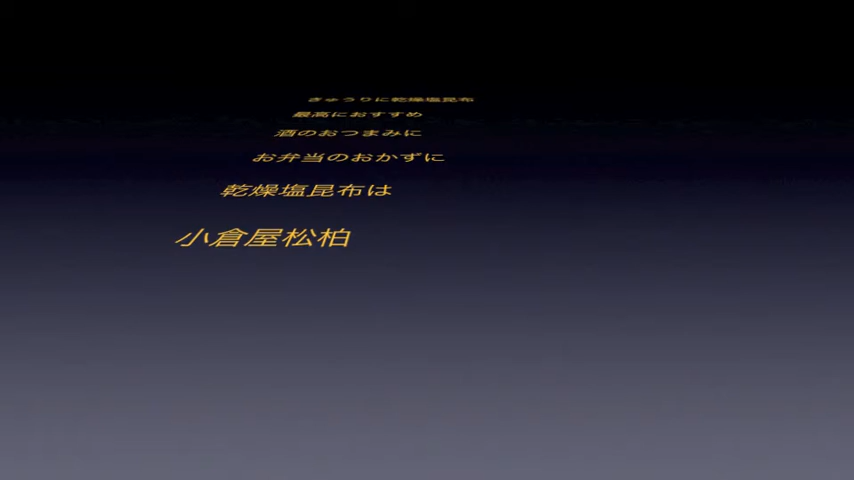 きゅうりに乾燥塩昆布
最高におすすめ
酒のおつまみに
お弁当のおかずに
乾燥塩昆布は
小倉屋松柏